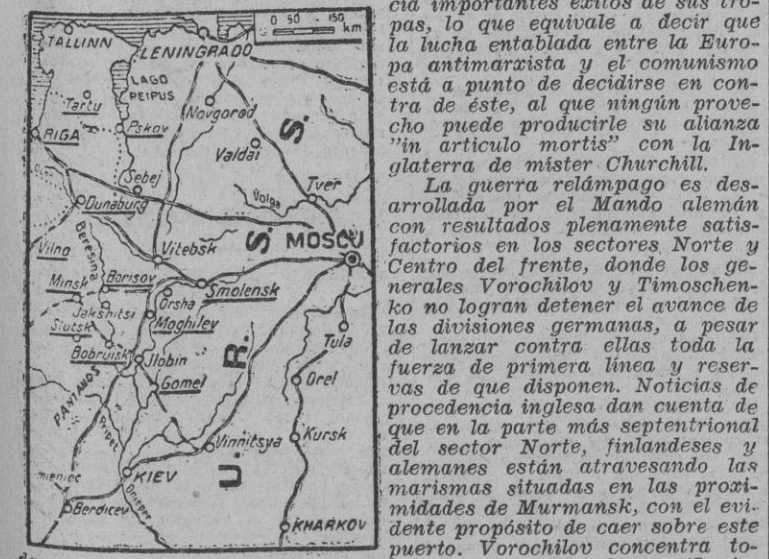 0 50 150
km
TALLINN
LENINGRADO
LAGO
PEIPUS
Tartu
Novgorod
RIGA
Pskov
Valdai
S.
Sebej
Tver
Volga
Dunaburg
S.
MOSCU
Vilna
Beresina
Vitebsk
Minsk
Borisov
Smolensk
Orsha
Jakshitsi
Moghilev
Slutsk
Tula
Bobruisk
Jlobin
R.
Orel
PANTANOS
Gomel
Pripet
Vinnitsya
Kursk
U.
KIEV
Dnieper
Berdicev
KHARKOV
cia importantes éxitos de sus tro-
pas, lo que equivale a decir que
la lucha entablada entre la Euro-
pa antimarxista y el comunismo
está a punto de decidirse en con-
tra de éste, al que ningún prove-
cho puede producirle su alianza
"in articulo mortis" con la In-
glaterra de míster Churchill.
La guerra relámpago es des-
arrollada por el Mando alemán
con resultados plenamente satis-
factorios en los sectores Norte y
Centro del frente, donde los ge-
nerales Vorochilov y Timoschen-
ko no logran detener el avance de
las divisiones germanas, a pesar
de lanzar contra ellas toda la
fuerza de primera línea y reser-
vas de que disponen. Noticias de
procedencia inglesa dan cuenta de
que en la parte más septentrional
del sector Norte, finlandeses y
alemanes están atravesando las
marismas situadas en las proxi-
midades de Murmansk, con el evi-
dente propósito de caer sobre este
puerto. Vorochilov concentra to-